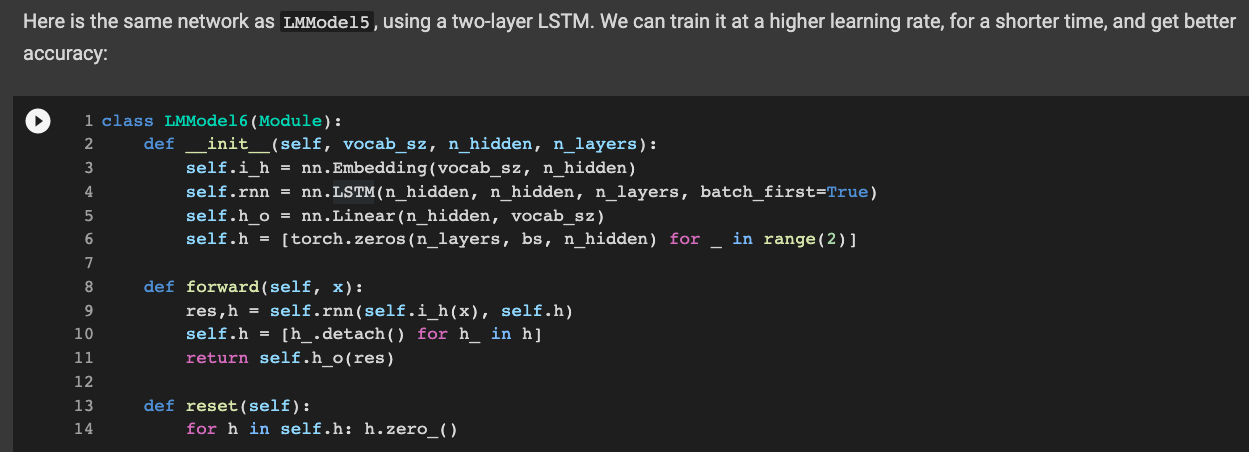 Here is the same network as LMModel5, using a two-layer LSTM. We can train it at a higher learning rate, for a shorter time, and get better
accuracy:
1 class LMModel6(Module):
2     def __init__(self, vocab_sz, n_hidden, n_layers):
3         self.i_h = nn.Embedding(vocab_sz, n_hidden)
4         self.rnn = nn.LSTM(n_hidden, n_hidden, n_layers, batch_first=True)
5         self.h_o = nn.Linear(n_hidden, vocab_sz)
6         self.h = [torch.zeros(n_layers, bs, n_hidden) for _ in range(2)]
7
8     def forward(self, x):
9         res,h = self.rnn(self.i_h(x), self.h)
10         self.h = [h_.detach() for h_ in h]
11         return self.h_o(res)
12
13     def reset(self):
14         for h in self.h: h.zero_()